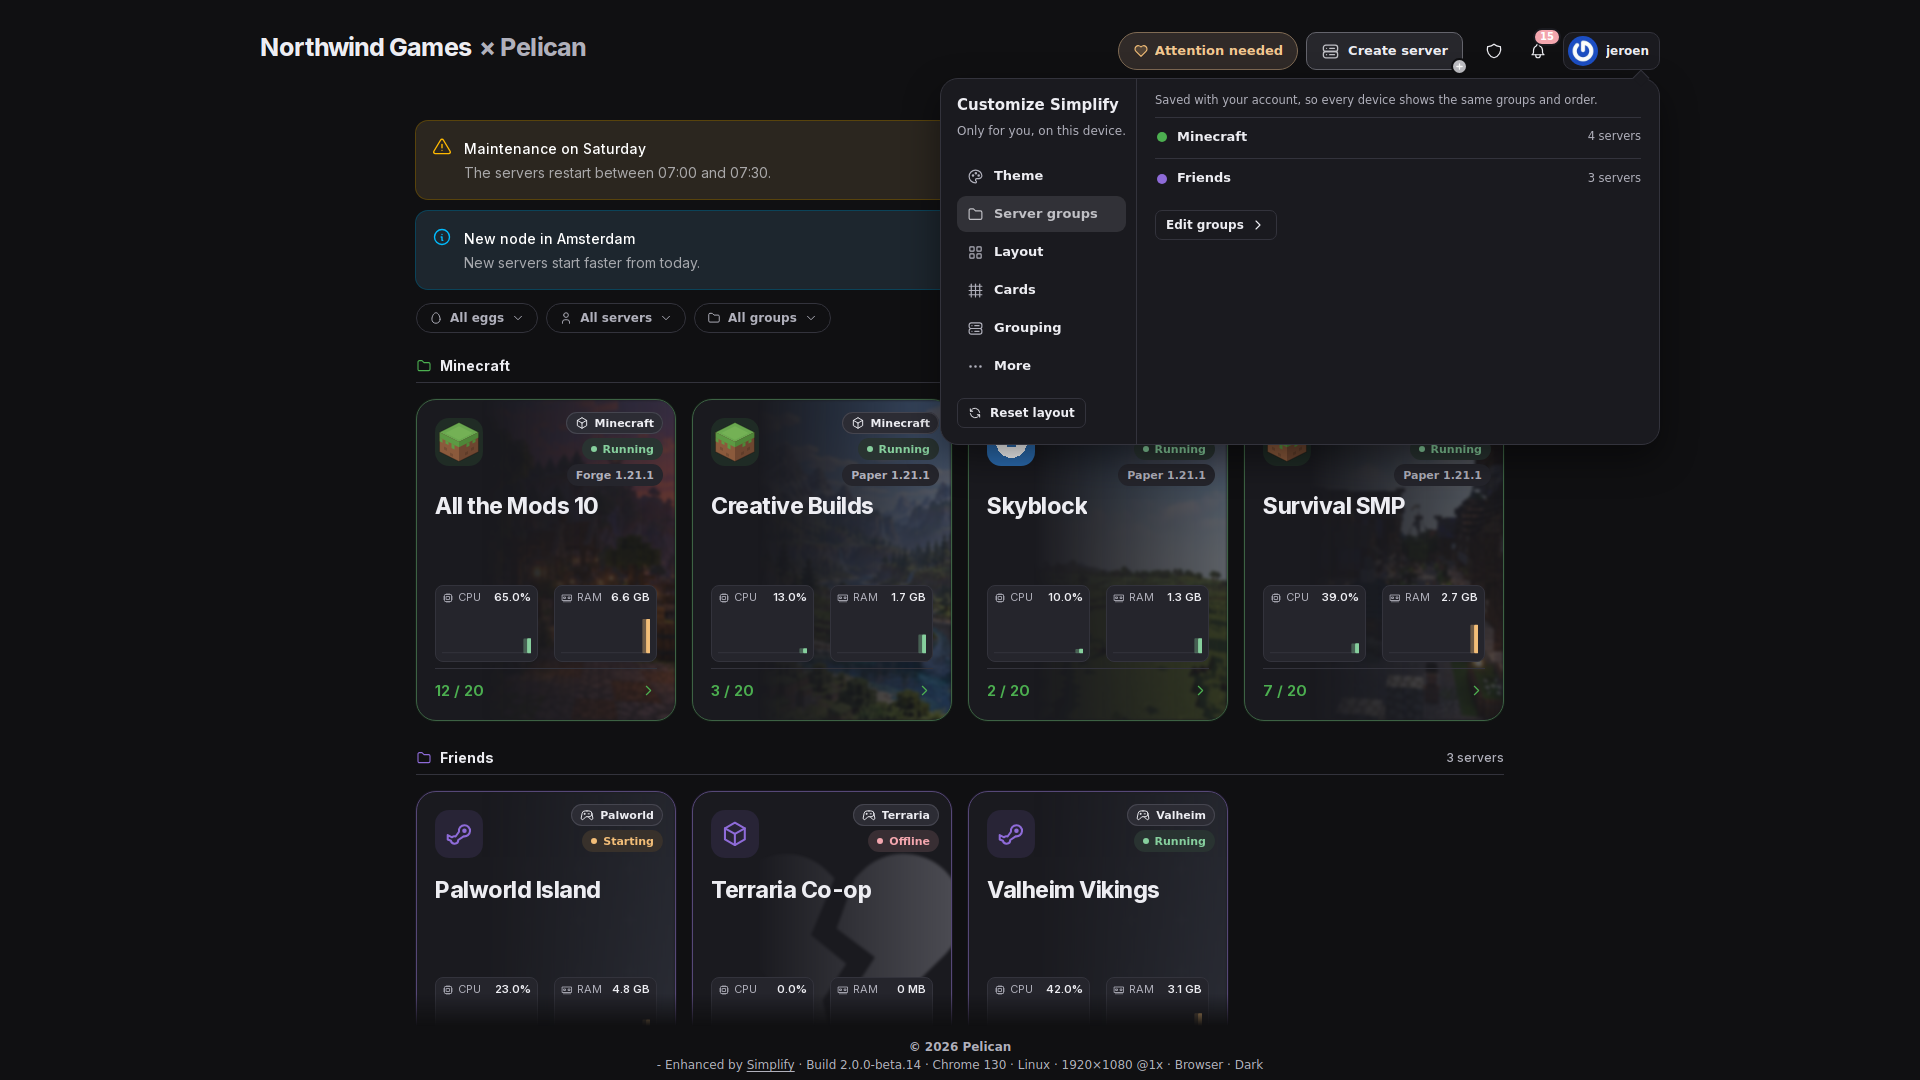 Northwind Games × Pelican
Attention needed
Create server
15
jeroen
Maintenance on Saturday
The servers restart between 07:00 and 07:30.
New node in Amsterdam
New servers start faster from today.
Customize Simplify
Only for you, on this device.
Theme
Server groups
Layout
Cards
Grouping
More
Reset layout
Saved with your account, so every device shows the same groups and order.
Minecraft 4 servers
Friends 3 servers
Edit groups
All eggs All servers All groups
Minecraft
Minecraft
Running
Forge 1.21.1
All the Mods 10
CPU 65.0% RAM 6.6 GB
12 / 20
Minecraft
Running
Paper 1.21.1
Creative Builds
CPU 13.0% RAM 1.7 GB
3 / 20
Running
Paper 1.21.1
Skyblock
CPU 10.0% RAM 1.3 GB
2 / 20
Running
Paper 1.21.1
Survival SMP
CPU 39.0% RAM 2.7 GB
7 / 20
Friends 3 servers
Palworld
Starting
Palworld Island
CPU 23.0% RAM 4.8 GB
Terraria
Offline
Terraria Co-op
CPU 0.0% RAM 0 MB
Valheim
Running
Valheim Vikings
CPU 42.0% RAM 3.1 GB
© 2026 Pelican
- Enhanced by Simplify · Build 2.0.0-beta.14 · Chrome 130 · Linux · 1920×1080 @1x · Browser · Dark